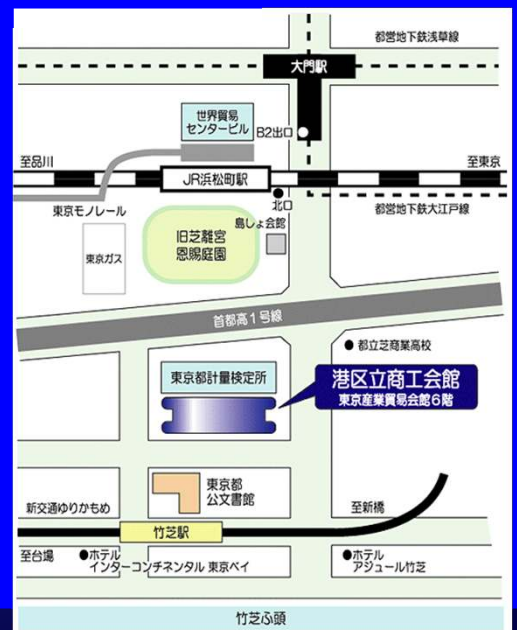 都営地下鉄浅草線
大門駅
世界貿易
センタービル
B2出口
至品川
至東京
JR浜松町駅
北口
東京モノレール
都営地下鉄大江戸線
島しょ会館
旧芝離宮
恩賜庭園
東京ガス
首都高1号線
都立芝商業高校
東京都計量検定所
港区立商工会館
東京産業貿易会館6階
東京都
公文書館
新交通ゆりかもめ
至新橋
竹芝駅
至台場
ホテル
インターコンチネンタル 東京ベイ
ホテル
アジュール竹芝
竹芝ふ頭